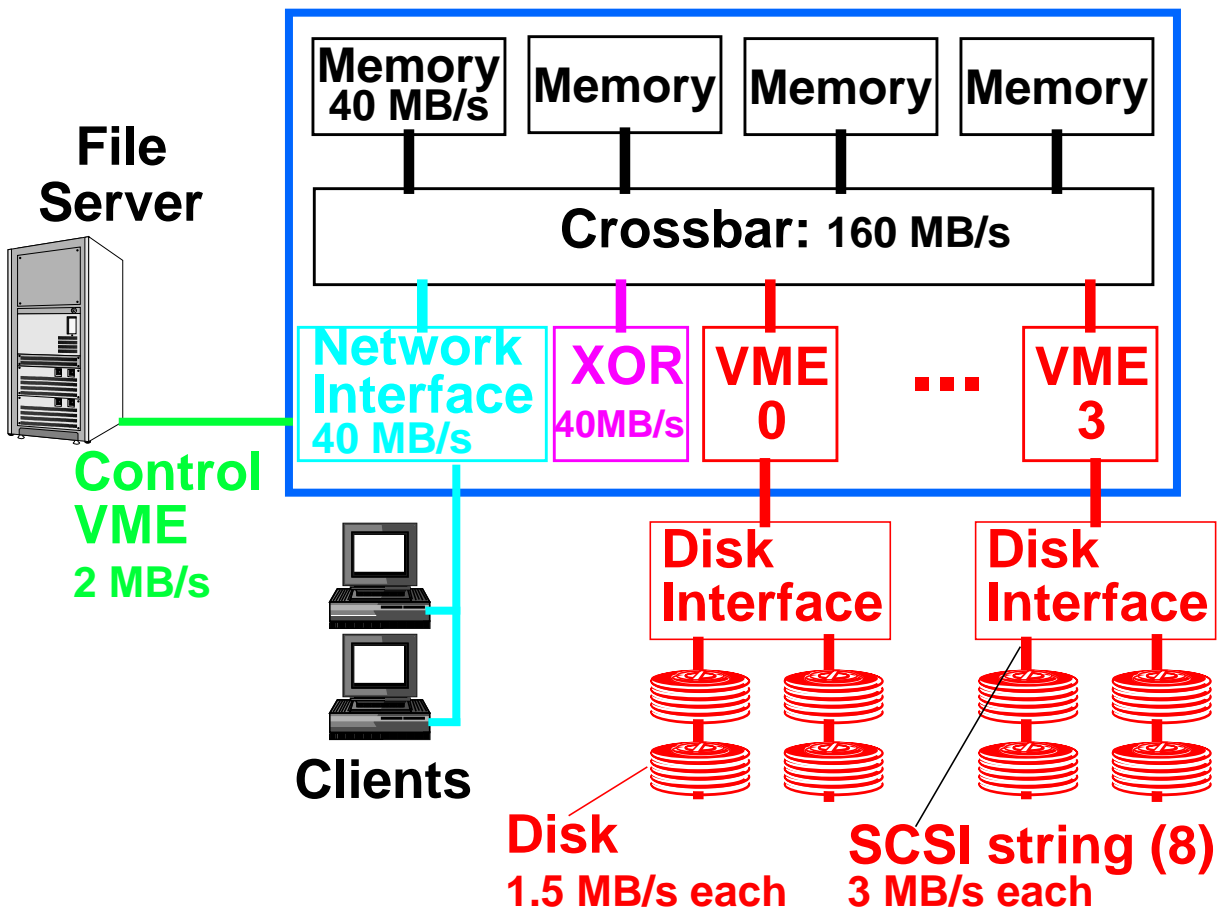 Memory
40 MB/s
Memory
Memory
Memory
File
Server
Crossbar: 160 MB/s
Network
Interface
40 MB/s
XOR
40MB/s
VME
0
...
VME
3
Control
VME
2 MB/s
Disk
Interface
Disk
Interface
Clients
Disk
1.5 MB/s each
SCSI string (8)
3 MB/s each